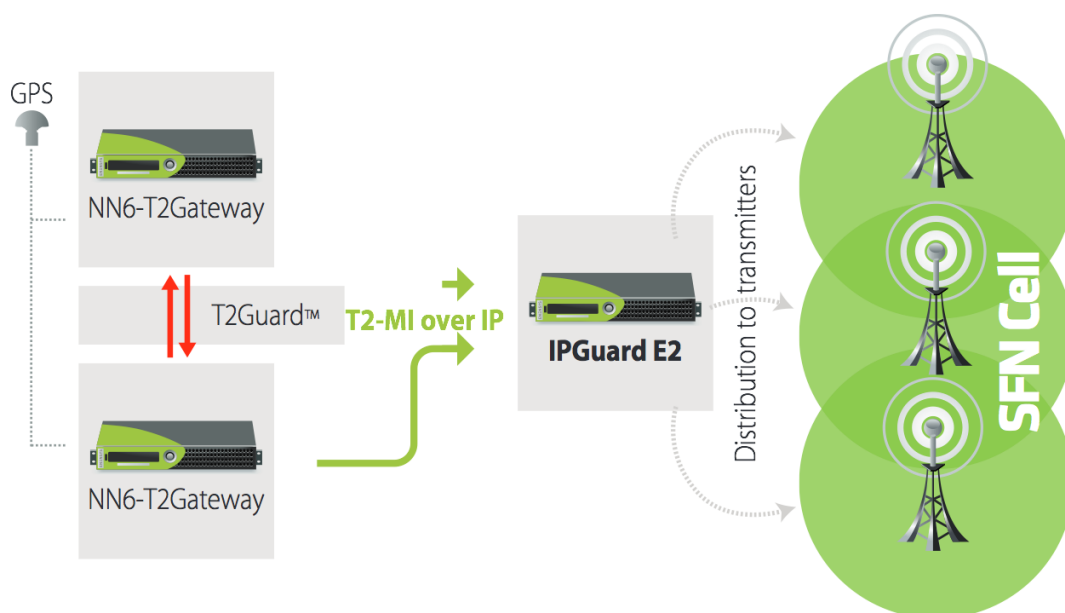 GPS
NN6-T2Gateway
T2Guard™
T2-MI over IP
NN6-T2Gateway
IPGuard E2
Distribution to transmitters
SFN Cell